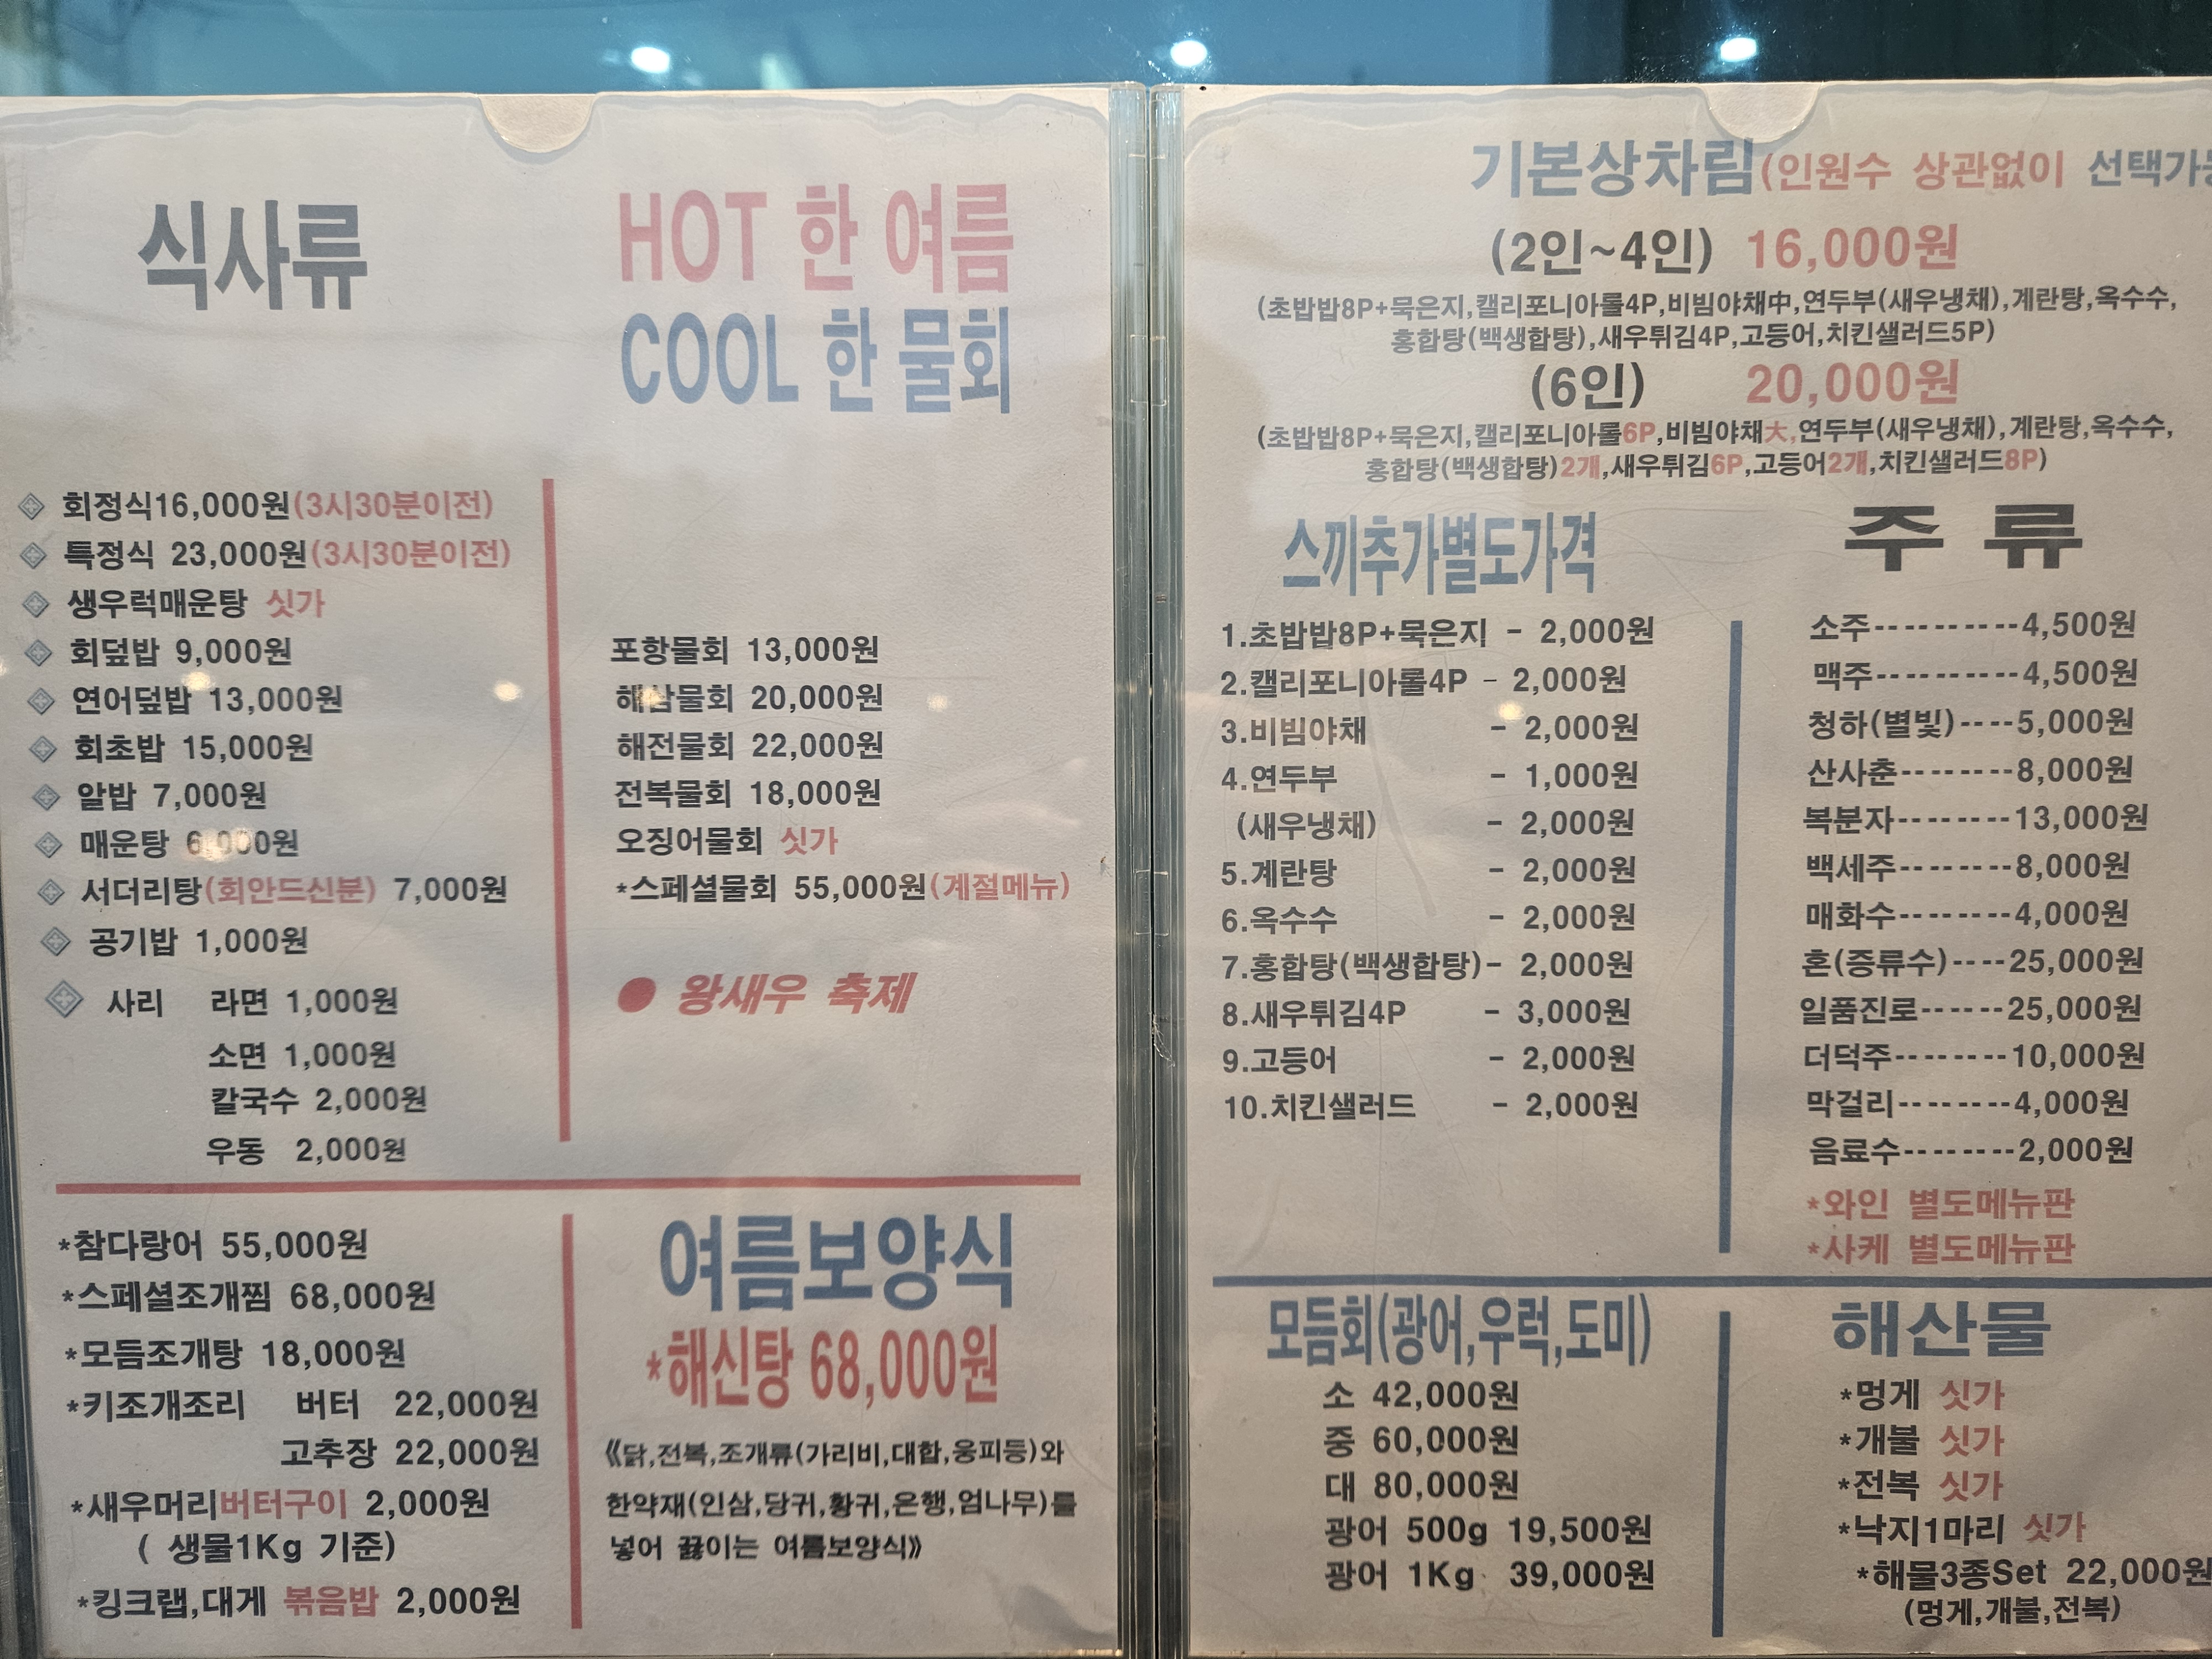 식사류
HOT 한 여름
COOL 한 물회
회정식16,000원(3시30분이전)
특정식 23,000원(3시30분이전)
생우럭매운탕 싯가
회덮밥 9,000원
연어덮밥 13,000원
회초밥 15,000원
알밥 7,000원
매운탕 6,000원
서더리탕(회안드신분) 7,000원
공기밥 1,000원
사리 라면 1,000원
소면 1,000원
칼국수 2,000원
우동 2,000원
포항물회 13,000원
해삼물회 20,000원
해전물회 22,000원
전복물회 18,000원
오징어물회 싯가
*스페셜물회 55,000원(계절메뉴)
● 왕새우 축제
*참다랑어 55,000원
*스페셜조개찜 68,000원
*모듬조개탕 18,000원
*키조개조리 버터 22,000원
고추장 22,000원
*새우머리버터구이 2,000원
( 생물1Kg 기준)
*킹크랩,대게 볶음밥 2,000원
여름보양식
*해신탕 68,000원
《닭,전복,조개류(가리비,대합,웅피등)와
한약재(인삼,당귀,황귀,은행,엄나무)를
넣어 끓이는 여름보양식》
기본상차림(인원수 상관없이 선택가능
(2인~4인) 16,000원
(초밥밥8P+묵은지,캘리포니아롤4P,비빔야채中,연두부(새우냉채),계란탕,옥수수,
홍합탕(백생합탕),새우튀김4P,고등어,치킨샐러드5P)
(6인) 20,000원
(초밥밥8P+묵은지,캘리포니아롤6P,비빔야채大,연두부(새우냉채),계란탕,옥수수,
홍합탕(백생합탕)2개,새우튀김6P,고등어2개,치킨샐러드8P)
스끼추가별도가격
1.초밥밥8P+묵은지 - 2,000원
2.캘리포니아롤4P - 2,000원
3.비빔야채 - 2,000원
4.연두부 - 1,000원
(새우냉채) - 2,000원
5.계란탕 - 2,000원
6.옥수수 - 2,000원
7.홍합탕(백생합탕)- 2,000원
8.새우튀김4P - 3,000원
9.고등어 - 2,000원
10.치킨샐러드 - 2,000원
주 류
소주----------4,500원
맥주----------4,500원
청하(별빛)----5,000원
산사춘--------8,000원
복분자--------13,000원
백세주--------8,000원
매화수--------4,000원
혼(증류수)----25,000원
일품진로------25,000원
더덕주--------10,000원
막걸리--------4,000원
음료수--------2,000원
*와인 별도메뉴판
*사케 별도메뉴판
모듬회(광어,우럭,도미)
소 42,000원
중 60,000원
대 80,000원
광어 500g 19,500원
광어 1Kg 39,000원
해산물
*멍게 싯가
*개불 싯가
*전복 싯가
*낙지1마리 싯가
*해물3종Set 22,000원
(멍게,개불,전복)